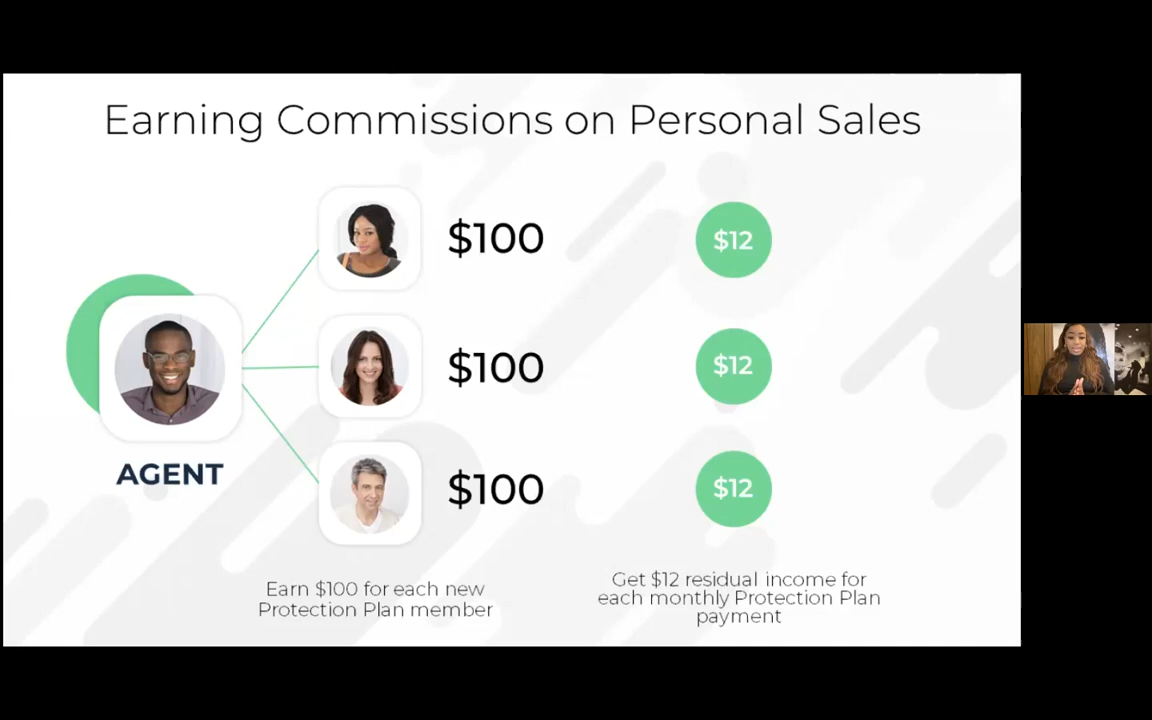 Earning Commissions on Personal Sales
$100
$12
$100
$12
$100
$12
AGENT
Earn $100 for each new
Protection Plan member
Get $12 residual income for
each monthly Protection Plan
payment